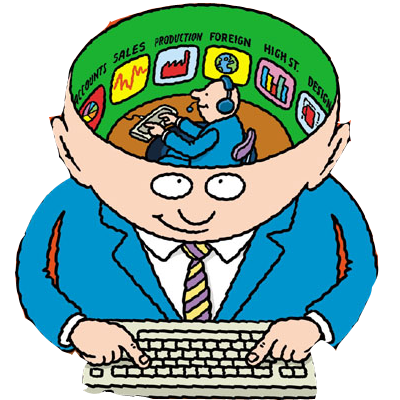 ACCOUNTS
SALES
PRODUCTION
FOREIGN
HIGH ST.
DESIGN